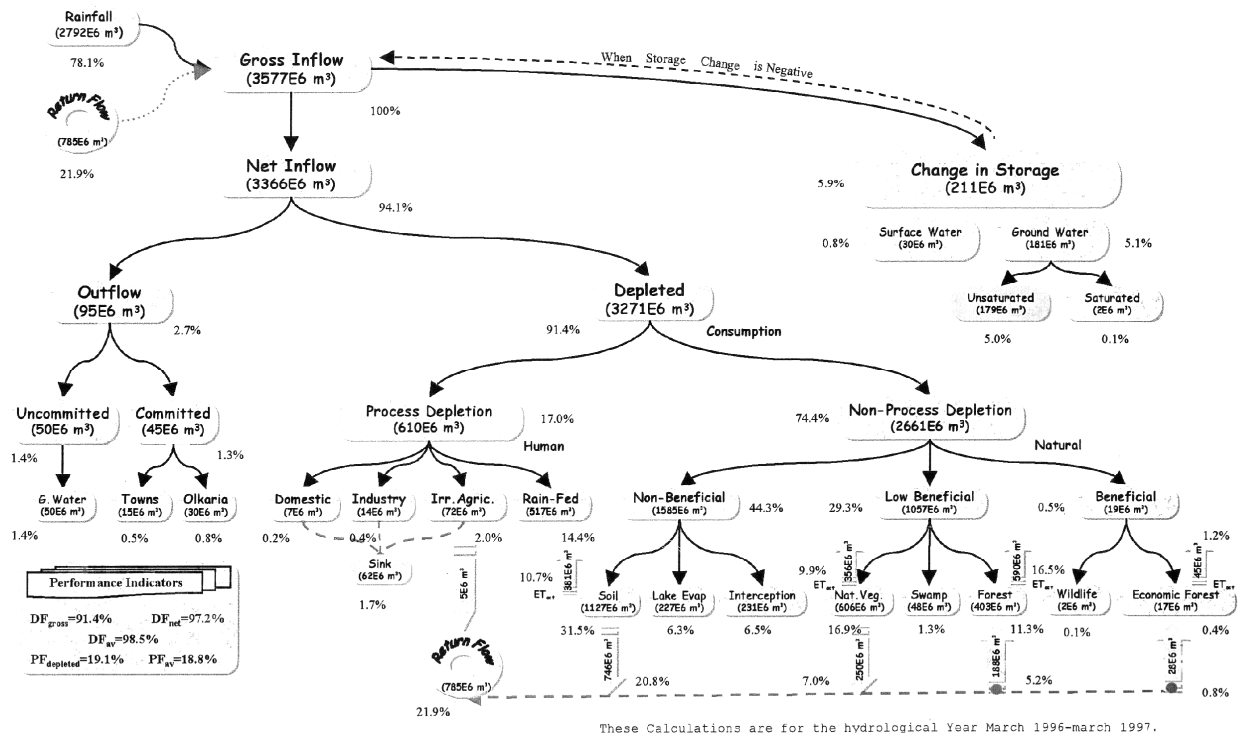 Rainfall
(2792E6 m³)
78.1%
Return Flow
(785E6 m³)
21.9%
Gross Inflow
(3577E6 m³)
When Storage Change is Negative
100%
Net Inflow
(3366E6 m³)
94.1%
Change in Storage
(211E6 m³)
5.9%
0.8%
Surface Water
(30E6 m³)
Ground Water
(181E6 m³)
5.1%
Unsaturated
(179E6 m³)
5.0%
Saturated
(2E6 m³)
0.1%
Outflow
(95E6 m³)
2.7%
Depleted
(3271E6 m³)
91.4%
Consumption
Uncommitted
(50E6 m³)
1.4%
Committed
(45E6 m³)
1.3%
Process Depletion
(610E6 m³)
17.0%
Human
74.4%
Non-Process Depletion
(2661E6 m³)
Natural
G. Water
(50E6 m³)
1.4%
Towns
(15E6 m³)
0.5%
Olkaria
(30E6 m³)
0.8%
Domestic
(7E6 m³)
0.2%
Industry
(14E6 m³)
0.4%
Irr. Agric.
(72E6 m³)
2.0%
Rain-Fed
(517E6 m³)
14.4%
Sink
(62E6 m³)
1.7%
Non-Beneficial
(1585E6 m³)
44.3%
29.3%
Low Beneficial
(1057E6 m³)
0.5%
Beneficial
(19E6 m³)
1.2%
5E6 m³
10.7%
381E6 m³
Soil
(1127E6 m³)
31.5%
Lake Evap
(227E6 m³)
6.3%
Interception
(231E6 m³)
6.5%
9.9%
356E6 m³
Nat. Veg.
(606E6 m³)
16.9%
Swamp
(48E6 m³)
1.3%
Forest
(403E6 m³)
11.3%
590E6 m³
16.5%
Wildlife
(2E6 m³)
0.1%
45E6 m³
Economic Forest
(17E6 m³)
0.4%
Performance Indicators
DFgross=91.4% DFnet=97.2%
DFav=98.5%
PFdepleted=19.1% PFav=18.8%
Return Flow
(785E6 m³)
21.9%
746E6 m³
20.8%
7.0%
250E6 m³
188E6 m³
5.2%
28E6 m³
0.8%
These Calculations are for the hydrological Year March 1996-march 1997.